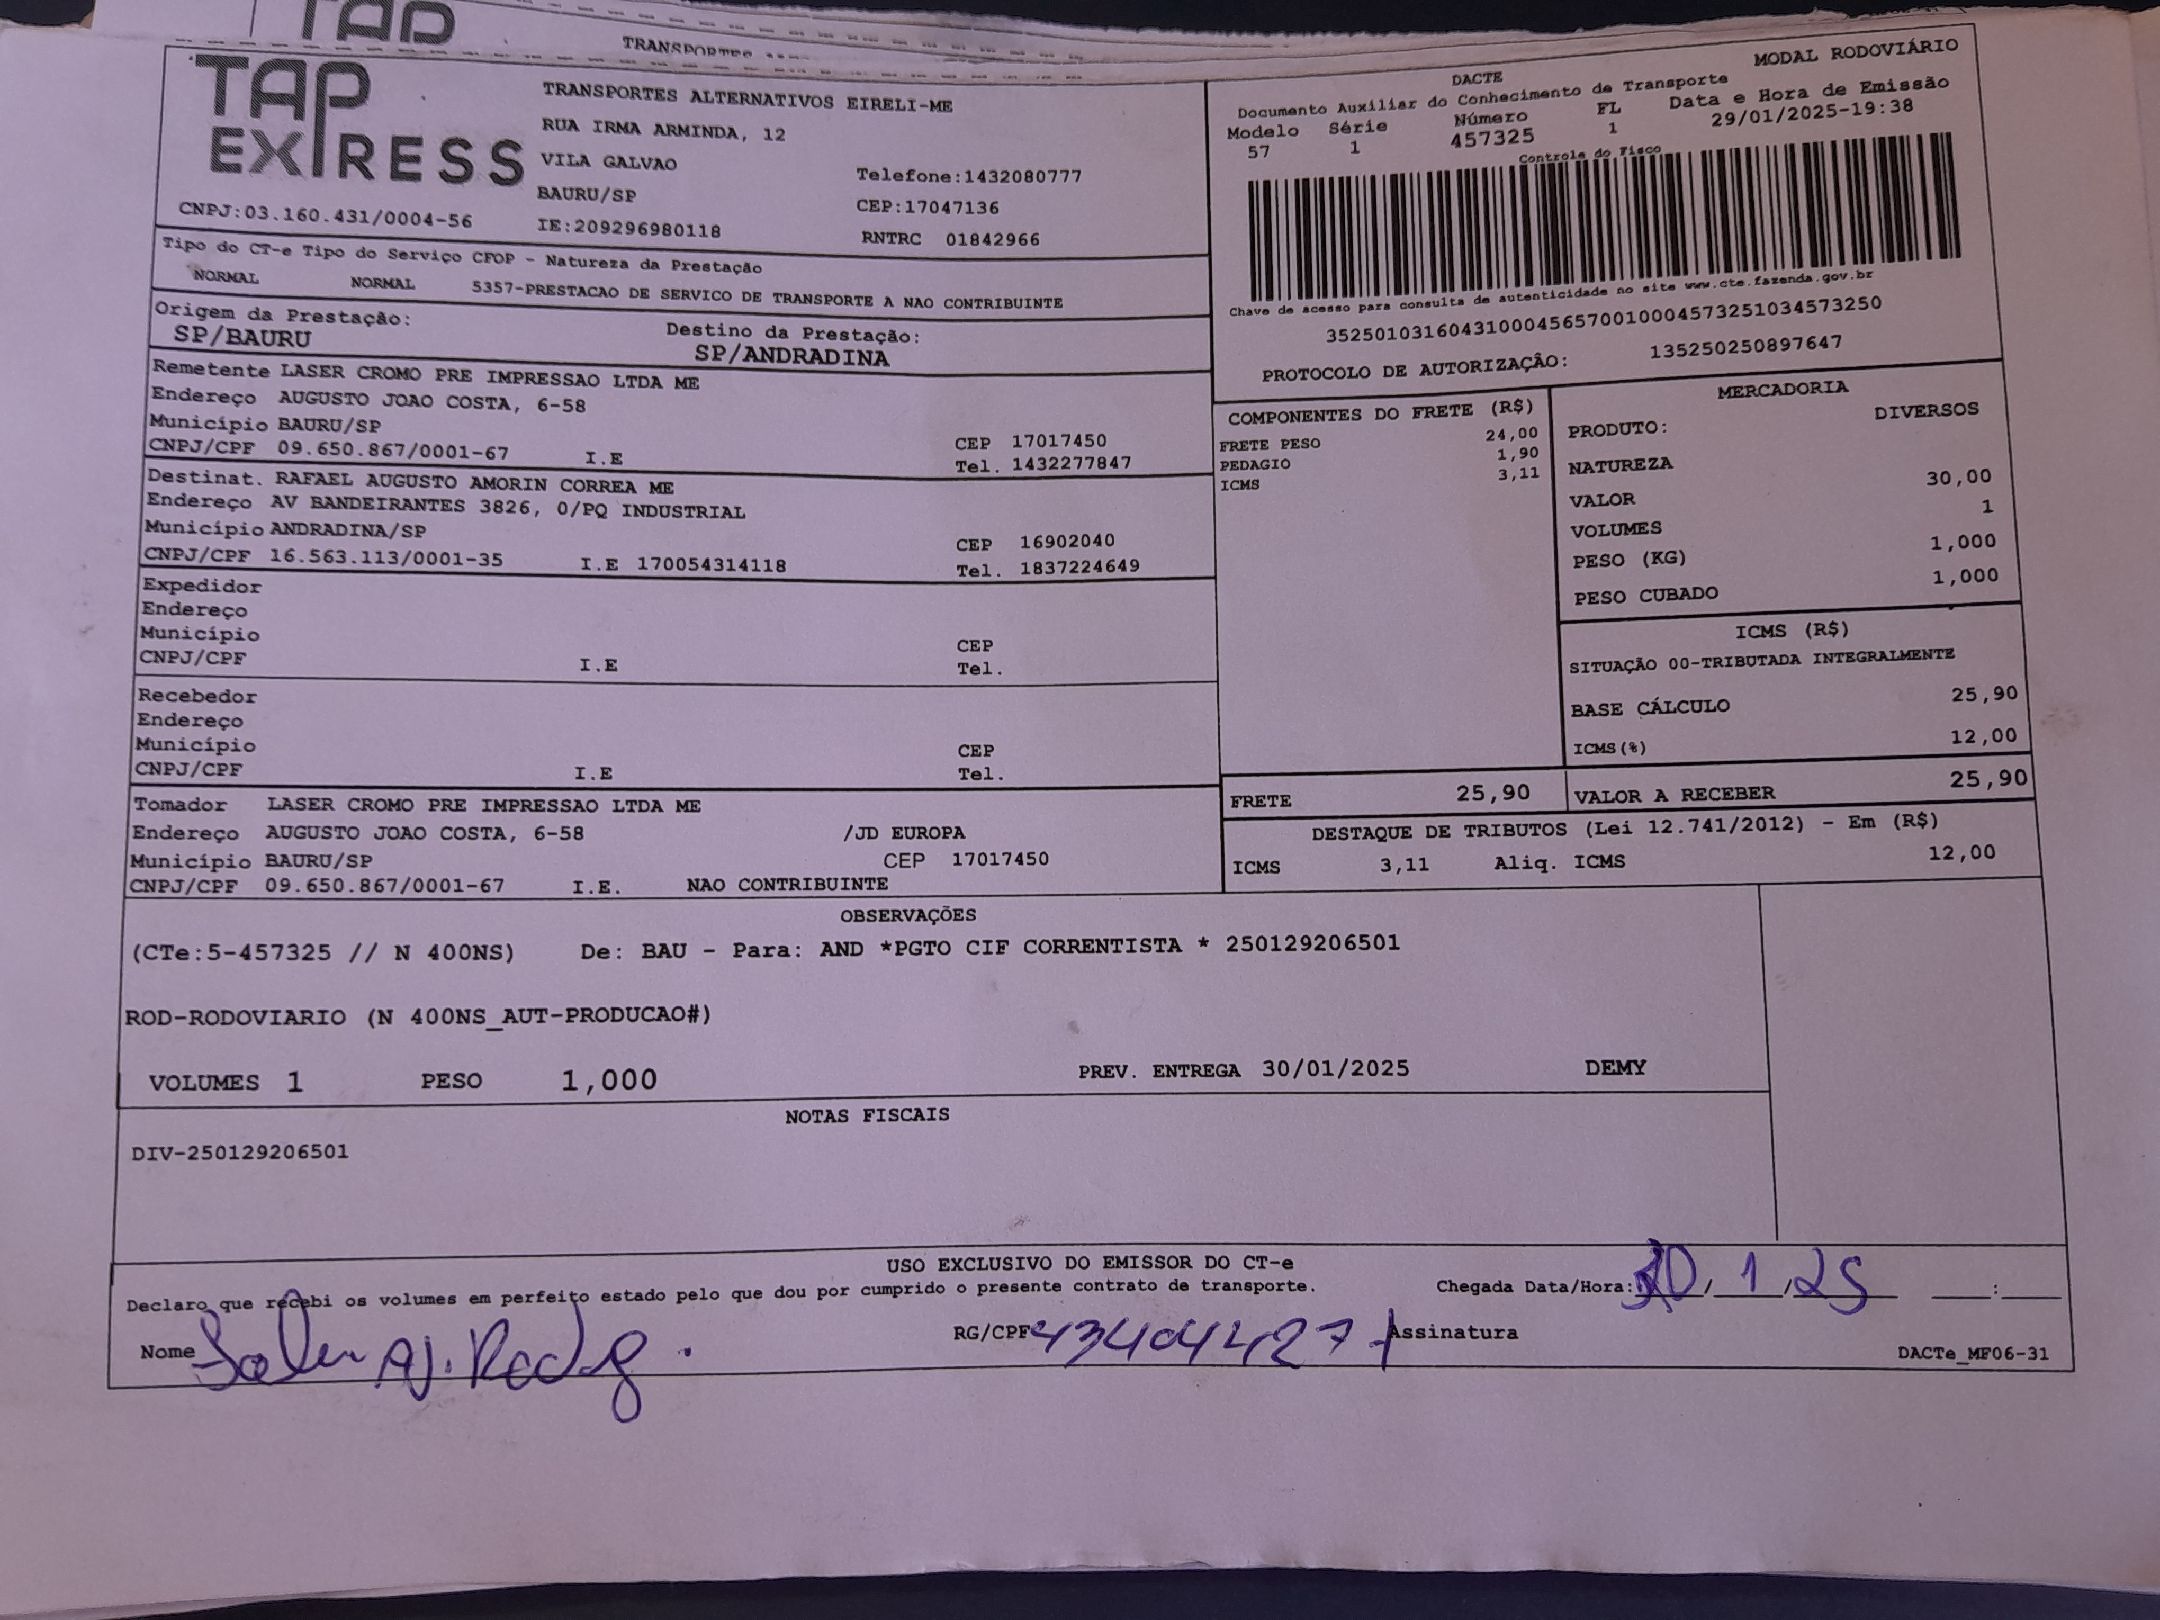 TAP
TRANSPORTES
TAP
EXPRESS
CNPJ:03.160.431/0004-56
TRANSPORTES ALTERNATIVOS EIRELI-ME
RUA IRMA ARMINDA, 12
VILA GALVAO
BAURU/SP
IE:209296980118
Telefone:1432080777
CEP:17047136
RNTRC 01842966
MODAL RODOVIÁRIO
DACTE
Documento Auxiliar do Conhecimento de Transporte
Modelo Série Número FL Data e Hora de Emissão
57 1 457325 1 29/01/2025-19:38
Controle do Fisco
Chave de acesso para consulta de autenticidade no site www.cte.fazenda.gov.br
35250103160431000456570010004573251034573250
PROTOCOLO DE AUTORIZAÇÃO: 135250250897647
Tipo do CT-e Tipo do Serviço CFOP - Natureza da Prestação
NORMAL NORMAL 5357-PRESTACAO DE SERVICO DE TRANSPORTE A NAO CONTRIBUINTE
Origem da Prestação: Destino da Prestação:
SP/BAURU SP/ANDRADINA
Remetente LASER CROMO PRE IMPRESSAO LTDA ME
Endereço AUGUSTO JOAO COSTA, 6-58
Município BAURU/SP CEP 17017450
CNPJ/CPF 09.650.867/0001-67 I.E Tel. 1432277847
Destinat. RAFAEL AUGUSTO AMORIN CORREA ME
Endereço AV BANDEIRANTES 3826, 0/PQ INDUSTRIAL
Município ANDRADINA/SP CEP 16902040
CNPJ/CPF 16.563.113/0001-35 I.E 170054314118 Tel. 1837224649
Expedidor
Endereço
Município CEP
CNPJ/CPF I.E Tel.
Recebedor
Endereço
Município CEP
CNPJ/CPF I.E Tel.
Tomador LASER CROMO PRE IMPRESSAO LTDA ME
Endereço AUGUSTO JOAO COSTA, 6-58 /JD EUROPA
Município BAURU/SP CEP 17017450
CNPJ/CPF 09.650.867/0001-67 I.E. NAO CONTRIBUINTE
COMPONENTES DO FRETE (R$)
FRETE PESO 24,00
PEDAGIO 1,90
ICMS 3,11
MERCADORIA
PRODUTO: DIVERSOS
NATUREZA
VALOR 30,00
VOLUMES 1
PESO (KG) 1,000
PESO CUBADO 1,000
ICMS (R$)
SITUAÇÃO 00-TRIBUTADA INTEGRALMENTE
BASE CÁLCULO 25,90
ICMS(%) 12,00
FRETE 25,90 VALOR A RECEBER 25,90
DESTAQUE DE TRIBUTOS (Lei 12.741/2012) - Em (R$)
ICMS 3,11 Aliq. ICMS 12,00
OBSERVAÇÕES
(CTe:5-457325 // N 400NS) De: BAU - Para: AND *PGTO CIF CORRENTISTA * 250129206501
ROD-RODOVIARIO (N 400NS_AUT-PRODUCAO#)
VOLUMES 1 PESO 1,000 PREV. ENTREGA 30/01/2025 DEMY
NOTAS FISCAIS
DIV-250129206501
USO EXCLUSIVO DO EMISSOR DO CT-e
Declaro que recebi os volumes em perfeito estado pelo que dou por cumprido o presente contrato de transporte. Chegada Data/Hora: 30/1/25 :
Nome RG/CPF Assinatura
DACTe_MF06-31